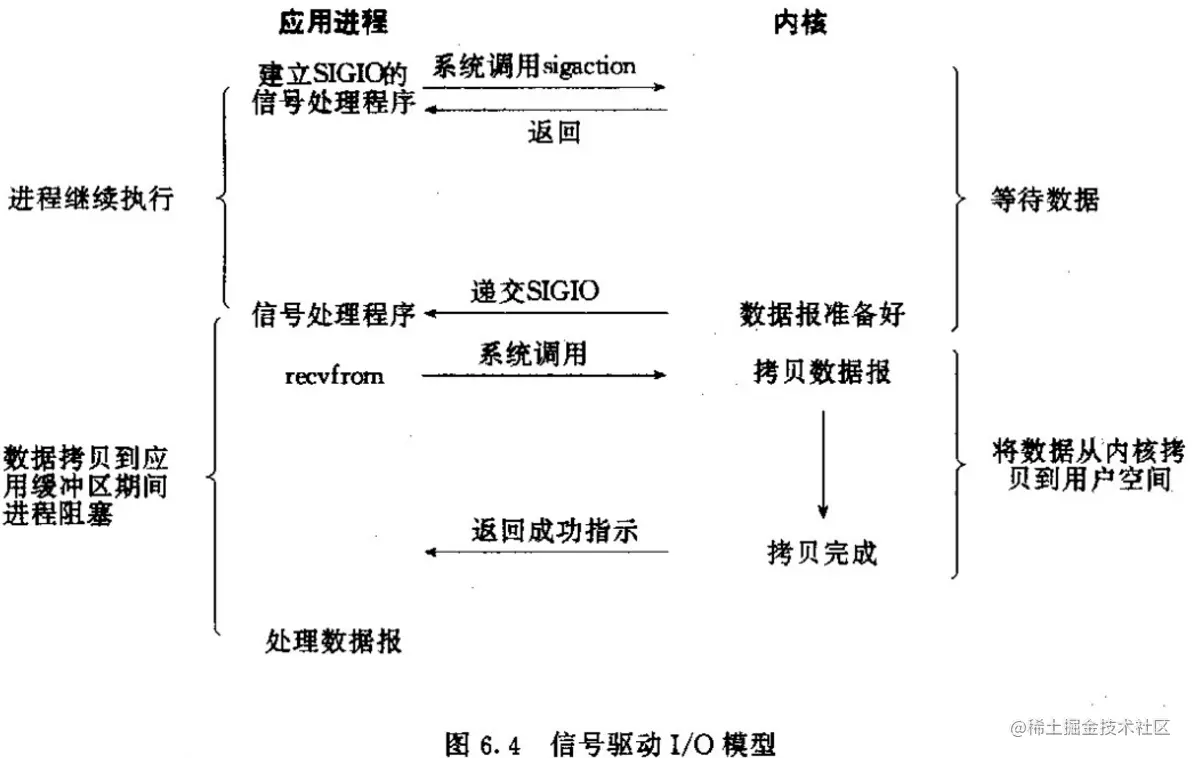 应用进程
内核
建立SIGIO的
信号处理程序
系统调用sigaction
返回
进程继续执行
等待数据
递交SIGIO
信号处理程序
数据报准备好
系统调用
recvfrom
拷贝数据报
数据拷贝到应
用缓冲区期间
进程阻塞
将数据从内核拷
贝到用户空间
返回成功指示
拷贝完成
处理数据报
图 6.4 信号驱动 I/O 模型
@稀土掘金技术社区